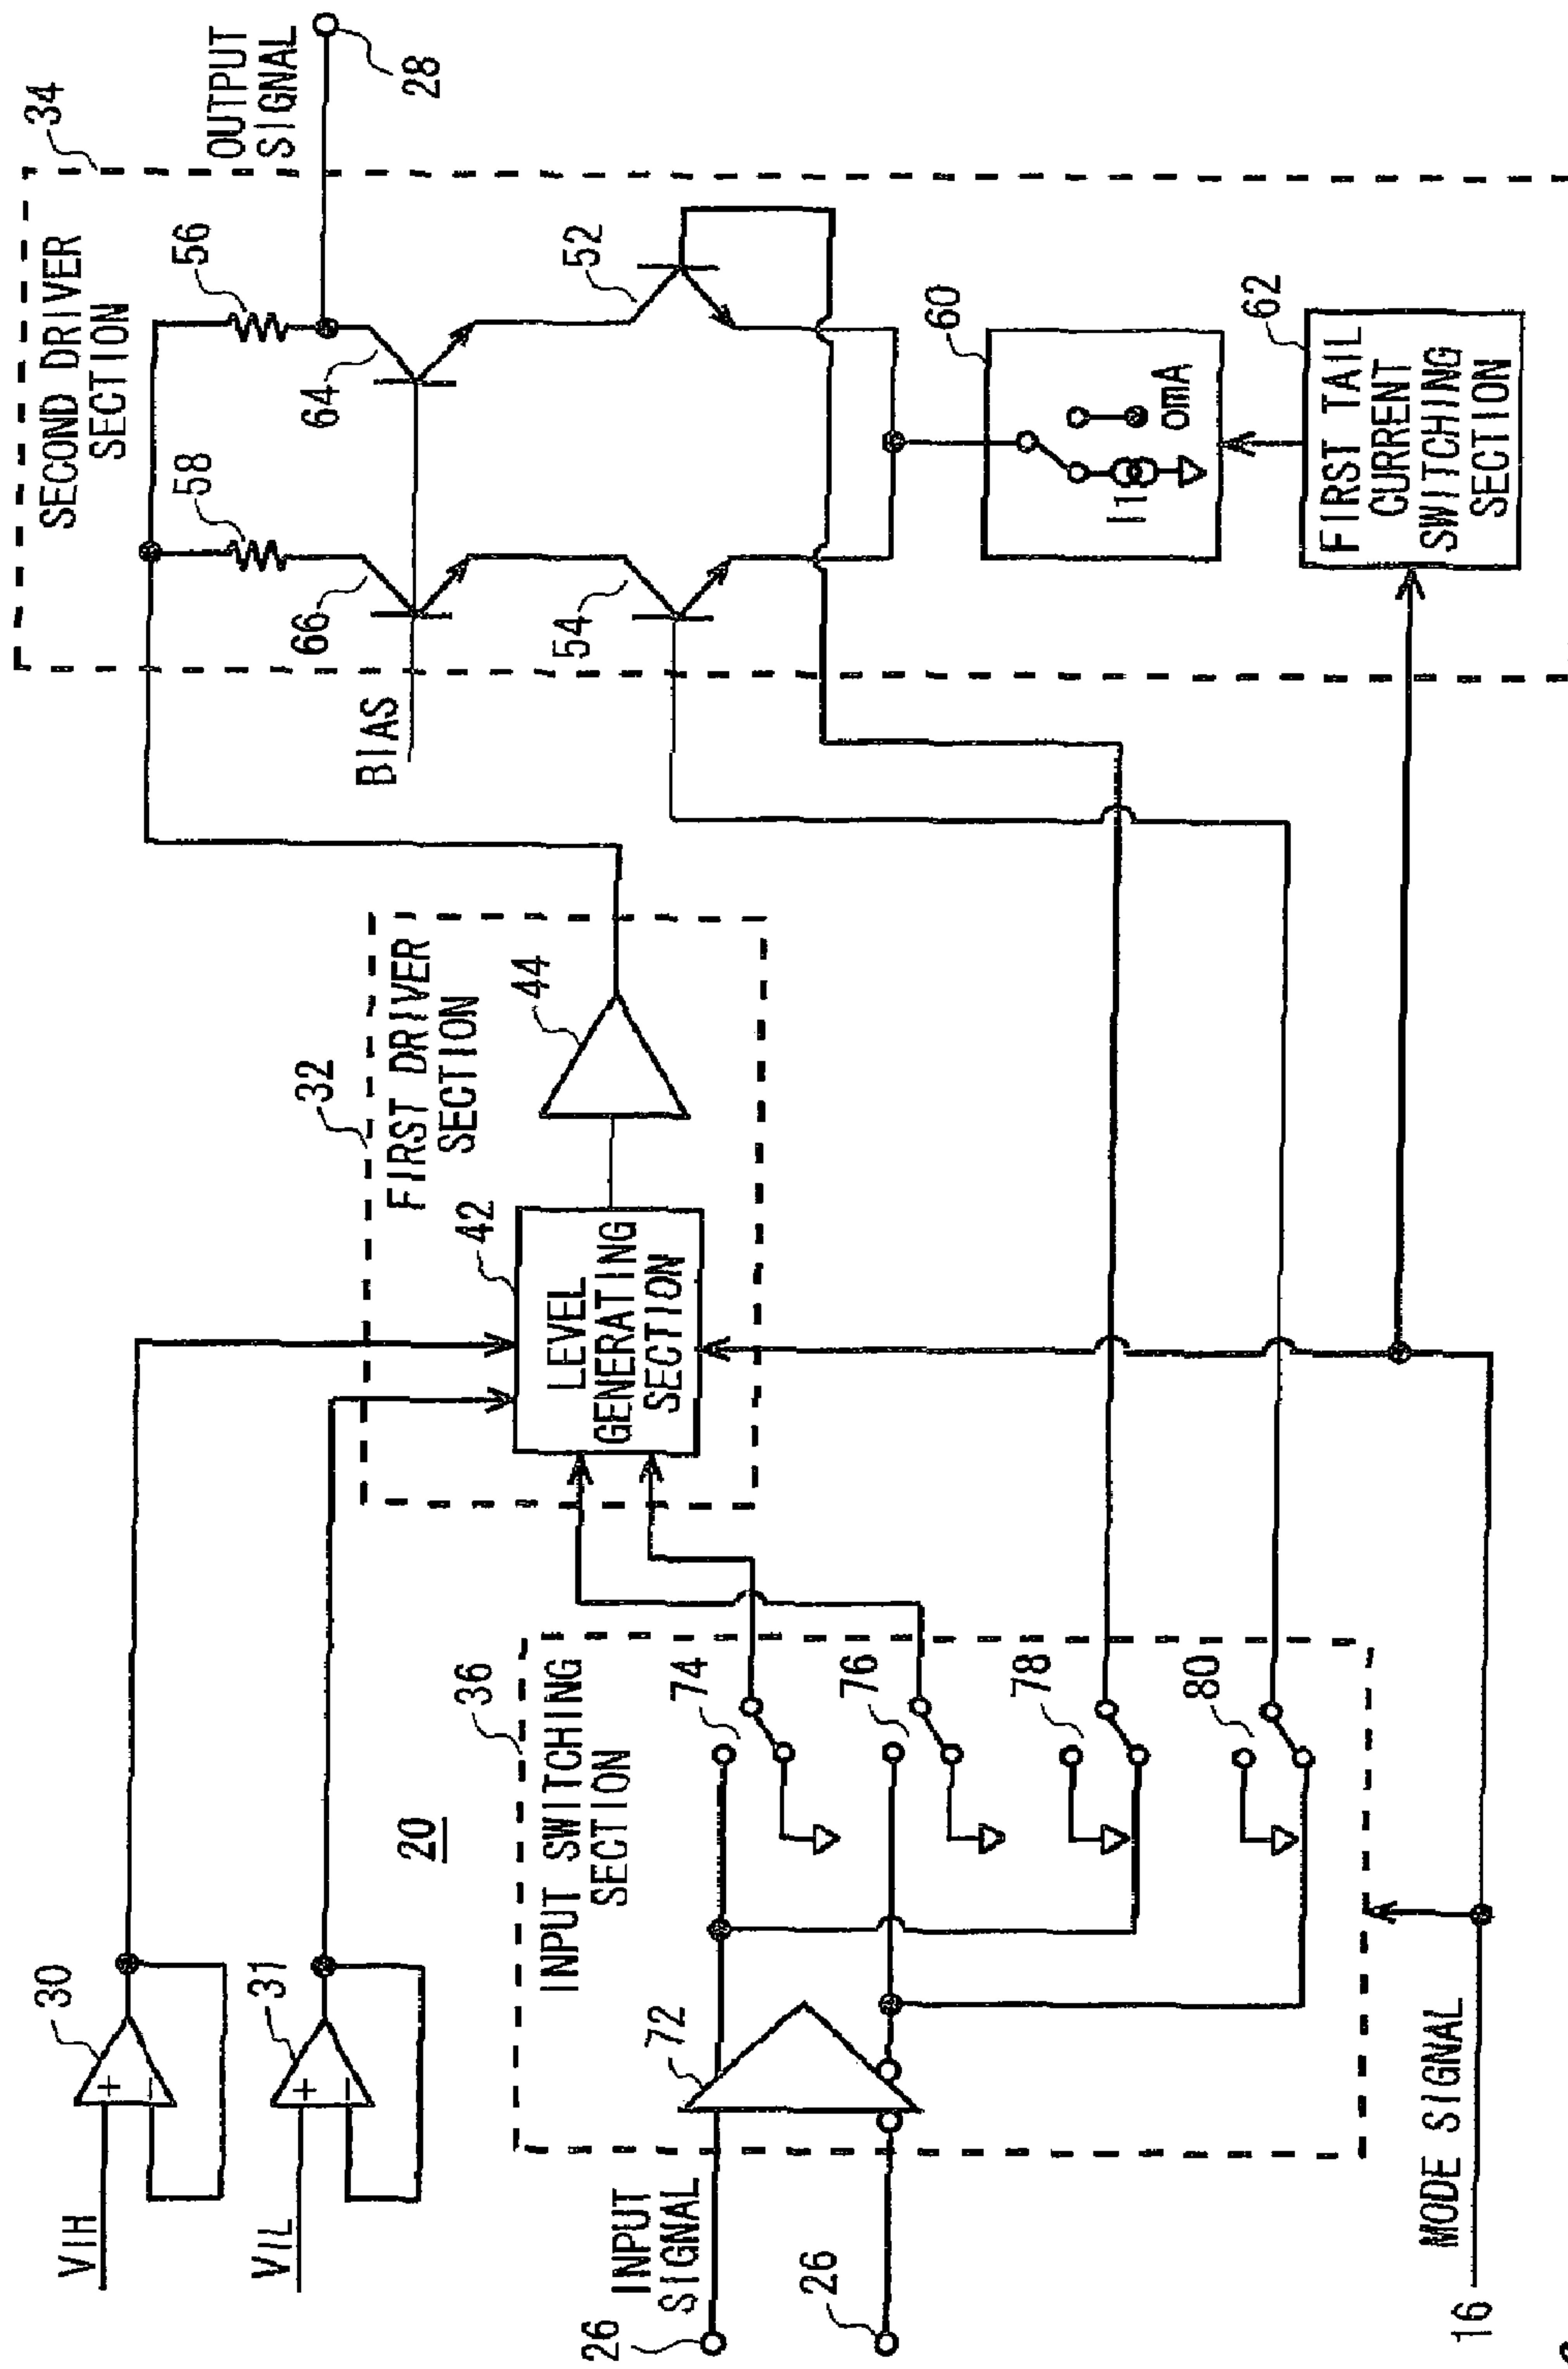 VIH
30
VIL
31
20
INPUT
SIGNAL
26
26
72
INPUT SWITCHING
SECTION
36
74
76
78
80
MODE SIGNAL
16
32
FIRST DRIVER
SECTION
42
LEVEL
GENERATING
SECTION
44
BIAS
34
SECOND DRIVER
SECTION
58
56
66
64
54
52
60
I1
0mA
62
FIRST TAIL
CURRENT
SWITCHING
SECTION
OUTPUT
SIGNAL
28